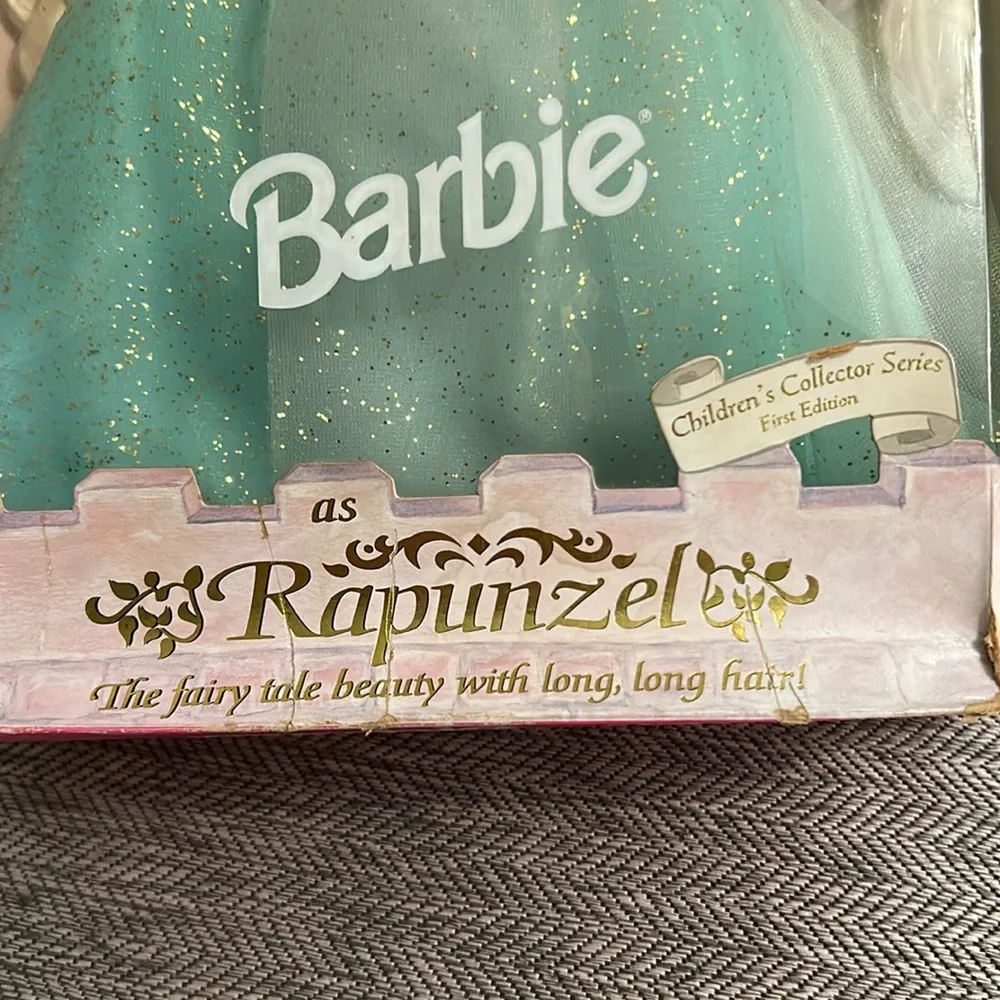 Barbie®
Children's Collector Series
First Edition
as
Rapunzel
The fairy tale beauty with long, long hair!